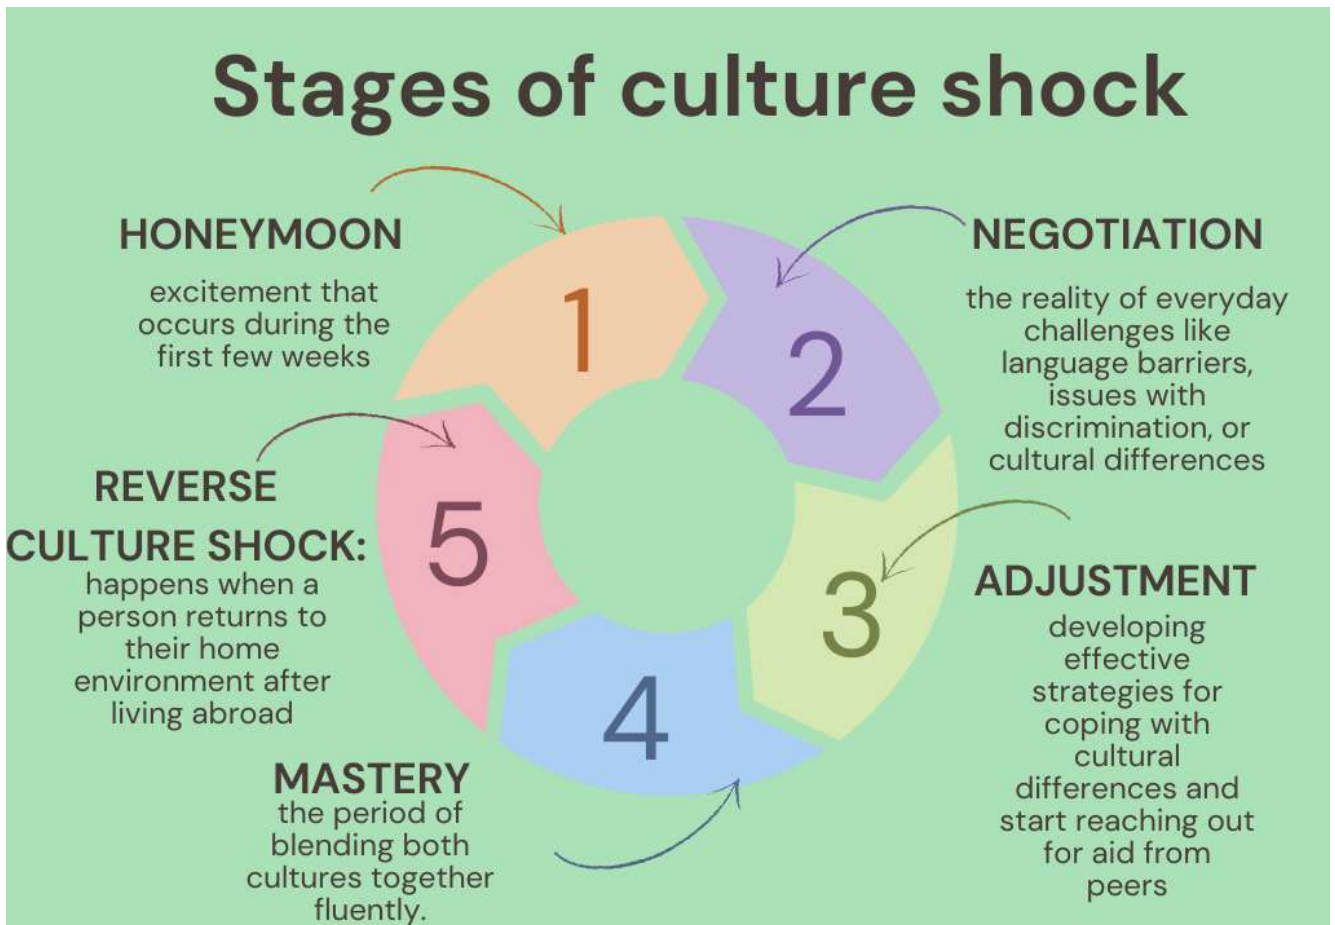 Stages of culture shock
HONEYMOON
excitement that
occurs during the
first few weeks
1
NEGOTIATION
the reality of everyday
challenges like
language barriers,
issues with
discrimination, or
cultural differences
2
ADJUSTMENT
developing
effective
strategies for
coping with
cultural
differences and
start reaching out
for aid from
peers
3
MASTERY
the period of
blending both
cultures together
fluently.
4
REVERSE
CULTURE SHOCK:
happens when a
person returns to
their home
environment after
living abroad
5